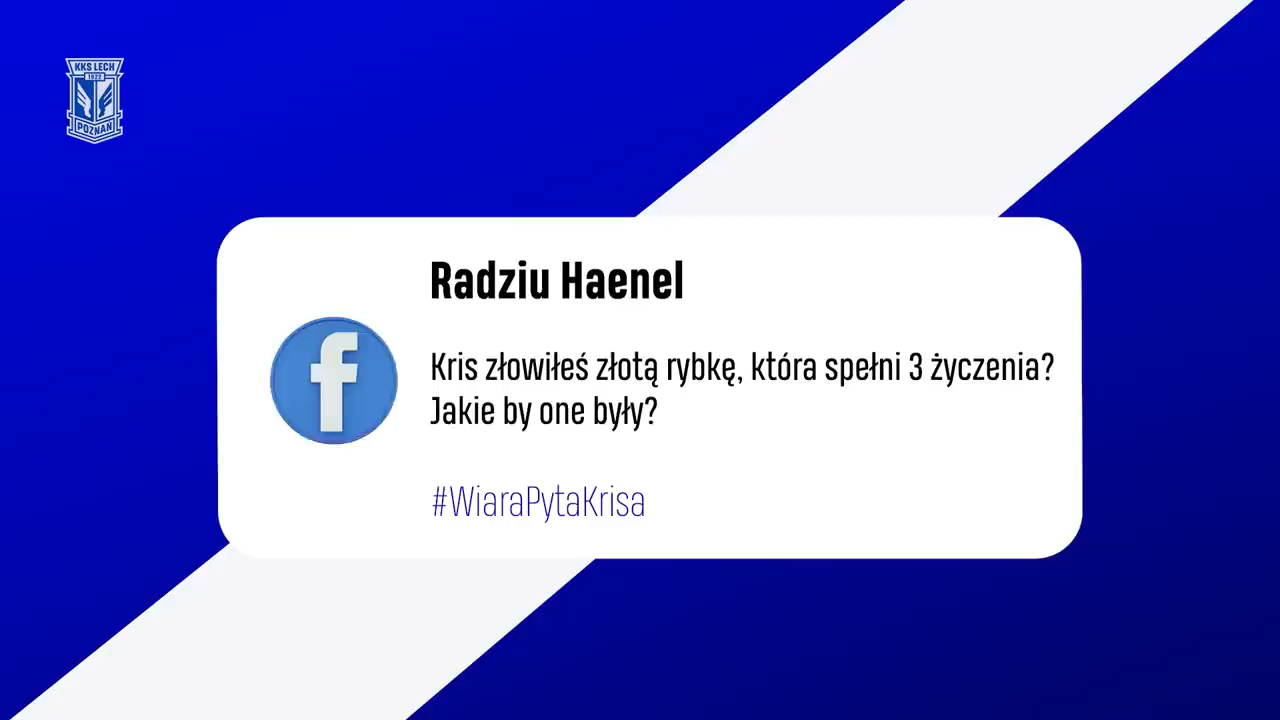 KKS LECH
1922
POZNAŃ
Radziu Haenel
Kris złowiłeś złotą rybkę, która spełni 3 życzenia?
Jakie by one były?
#WiaraPytaKrisa